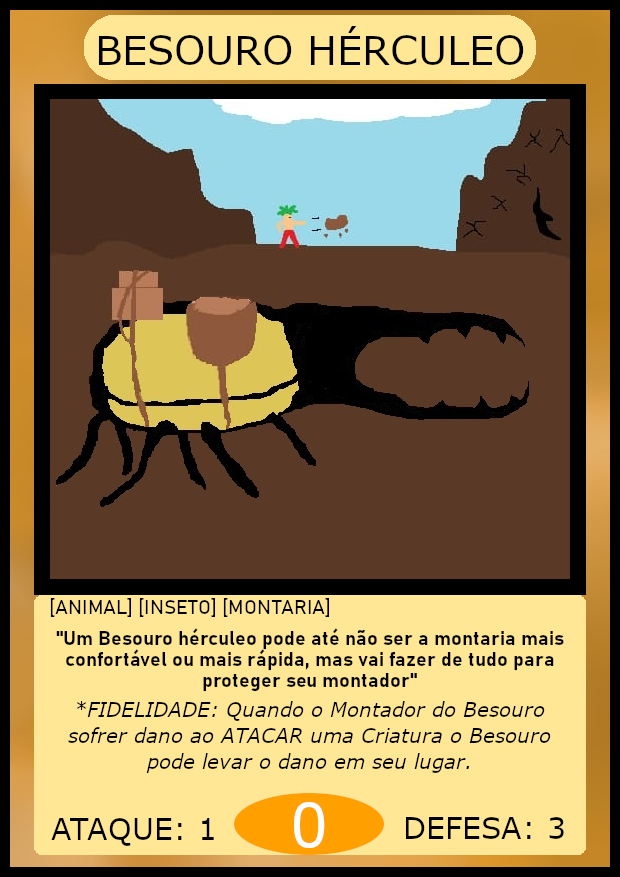 BESOURO HÉRCULEO
[ANIMAL] [INSETO] [MONTARIA]
"Um Besouro hérculeo pode até não ser a montaria mais
confortável ou mais rápida, mas vai fazer de tudo para
proteger seu montador"
*FIDELIDADE: Quando o Montador do Besouro
sofrer dano ao ATACAR uma Criatura o Besouro
pode levar o dano em seu lugar.
ATAQUE: 1 0 DEFESA: 3